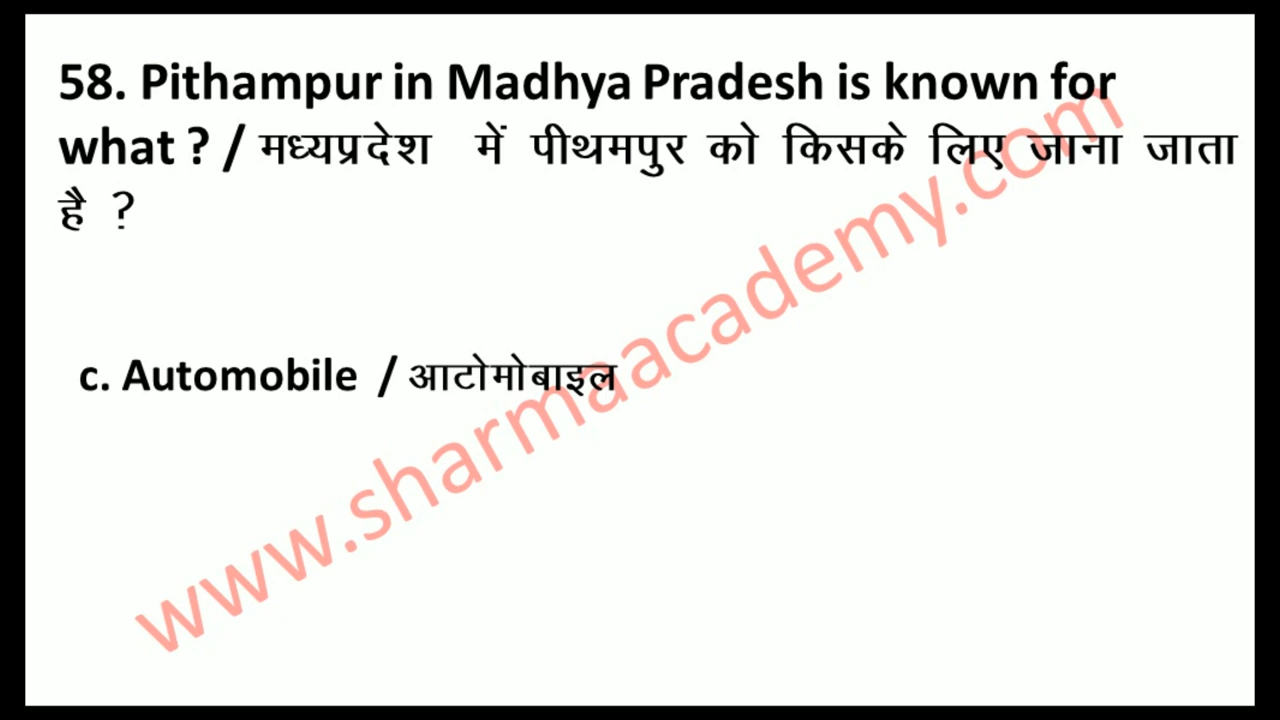 58. Pithampur in Madhya Pradesh is known for
what ? / मध्यप्रदेश में पीथमपुर को किसके लिए जाना जाता
है ?
c. Automobile / आटोमोबाइल
www.sharmaacademy.com